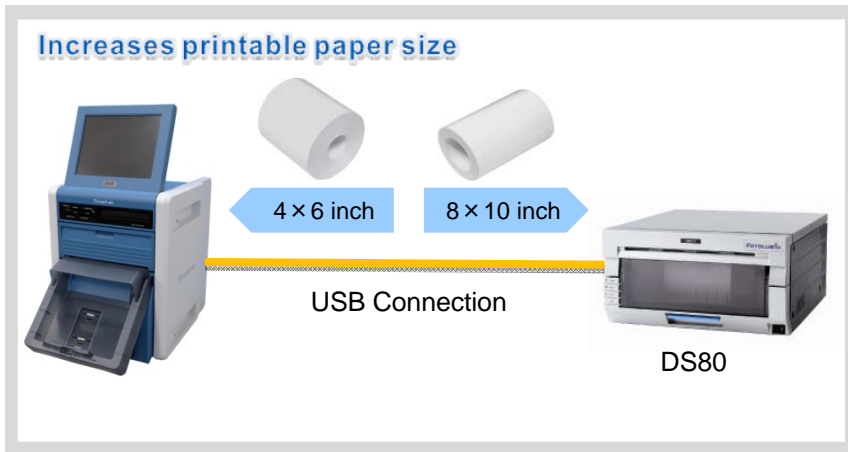 Increases printable paper size
4×6 inch
8×10 inch
USB Connection
DS80